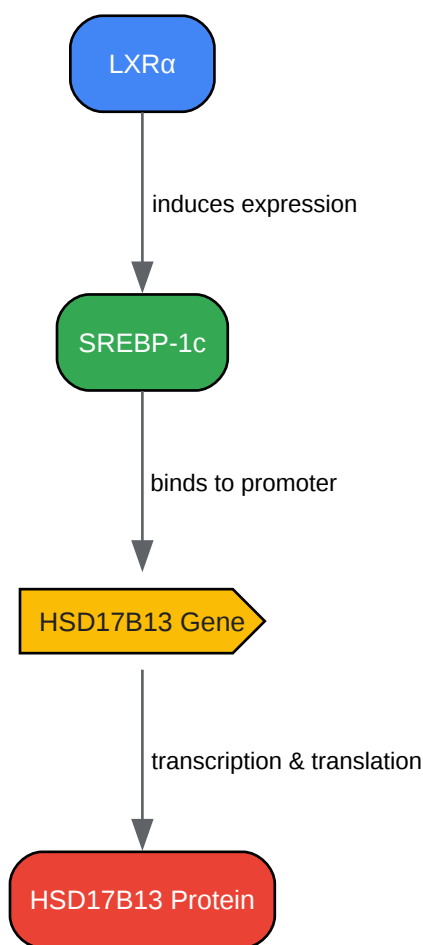 LXRα
induces expression
SREBP-1c
binds to promoter
HSD17B13 Gene
transcription & translation
HSD17B13 Protein